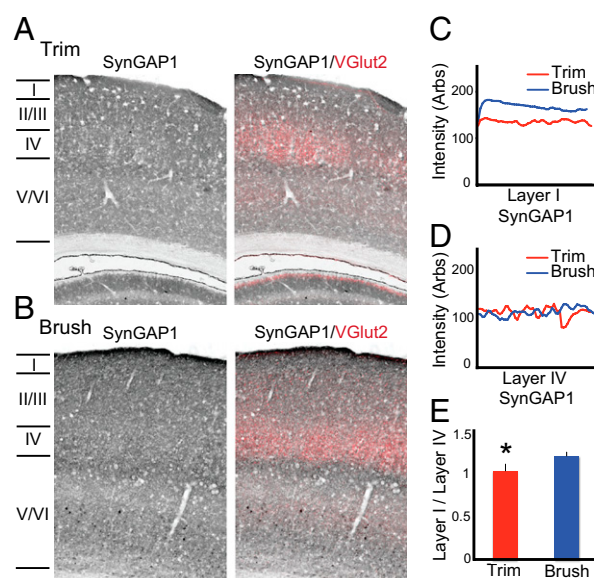 A
Trim
SynGAP1
SynGAP1/VGlut2
I
II/III
IV
V/VI
B
Brush
SynGAP1
SynGAP1/VGlut2
I
II/III
IV
V/VI
C
Trim
Brush
Intensity (Arbs)
200
100
0
Layer I
SynGAP1
D
Trim
Brush
Intensity (Arbs)
200
100
0
Layer IV
SynGAP1
E
Layer I / Layer IV
1.5
1
0.5
0
*
Trim
Brush